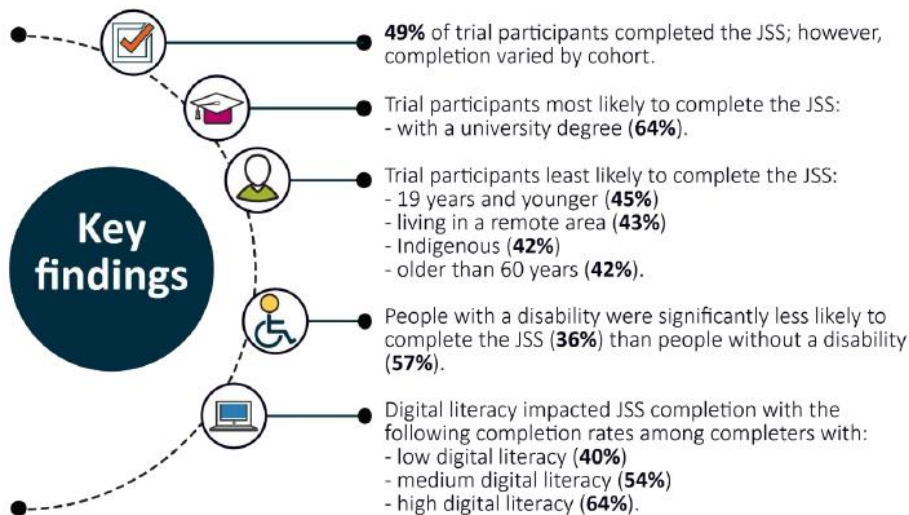 Key
findings
49% of trial participants completed the JSS; however,
completion varied by cohort.
Trial participants most likely to complete the JSS:
- with a university degree (64%).
Trial participants least likely to complete the JSS:
- 19 years and younger (45%)
- living in a remote area (43%)
- Indigenous (42%)
- older than 60 years (42%).
People with a disability were significantly less likely to
complete the JSS (36%) than people without a disability
(57%).
Digital literacy impacted JSS completion with the
following completion rates among completers with:
- low digital literacy (40%)
- medium digital literacy (54%)
- high digital literacy (64%).